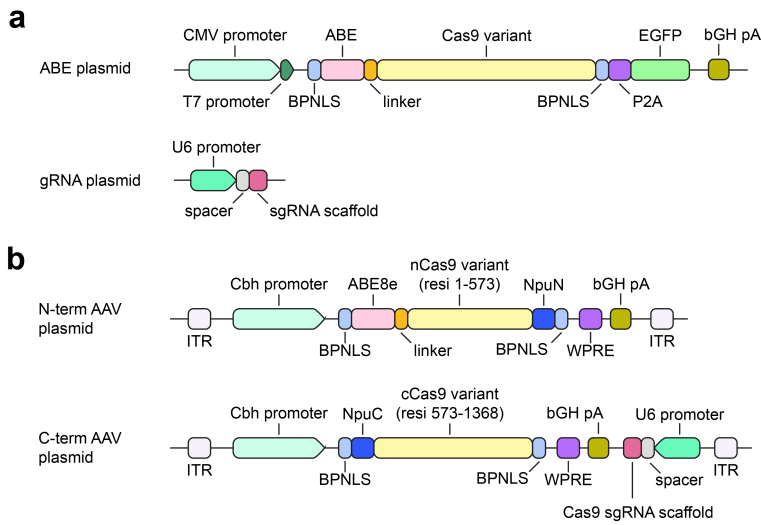 a
CMV promoter ABE Cas9 variant EGFP bGH pA
ABE plasmid
T7 promoter BPNLS linker BPNLS P2A
U6 promoter
gRNA plasmid
spacer sgRNA scaffold
b
nCas9 variant
Cbh promoter ABE8e (resi 1-573) NpuN bGH pA
N-term AAV
plasmid
ITR BPNLS linker BPNLS WPRE ITR
cCas9 variant
Cbh promoter NpuC (resi 573-1368) bGH pA U6 promoter
C-term AAV
plasmid
ITR BPNLS BPNLS WPRE spacer ITR
Cas9 sgRNA scaffold